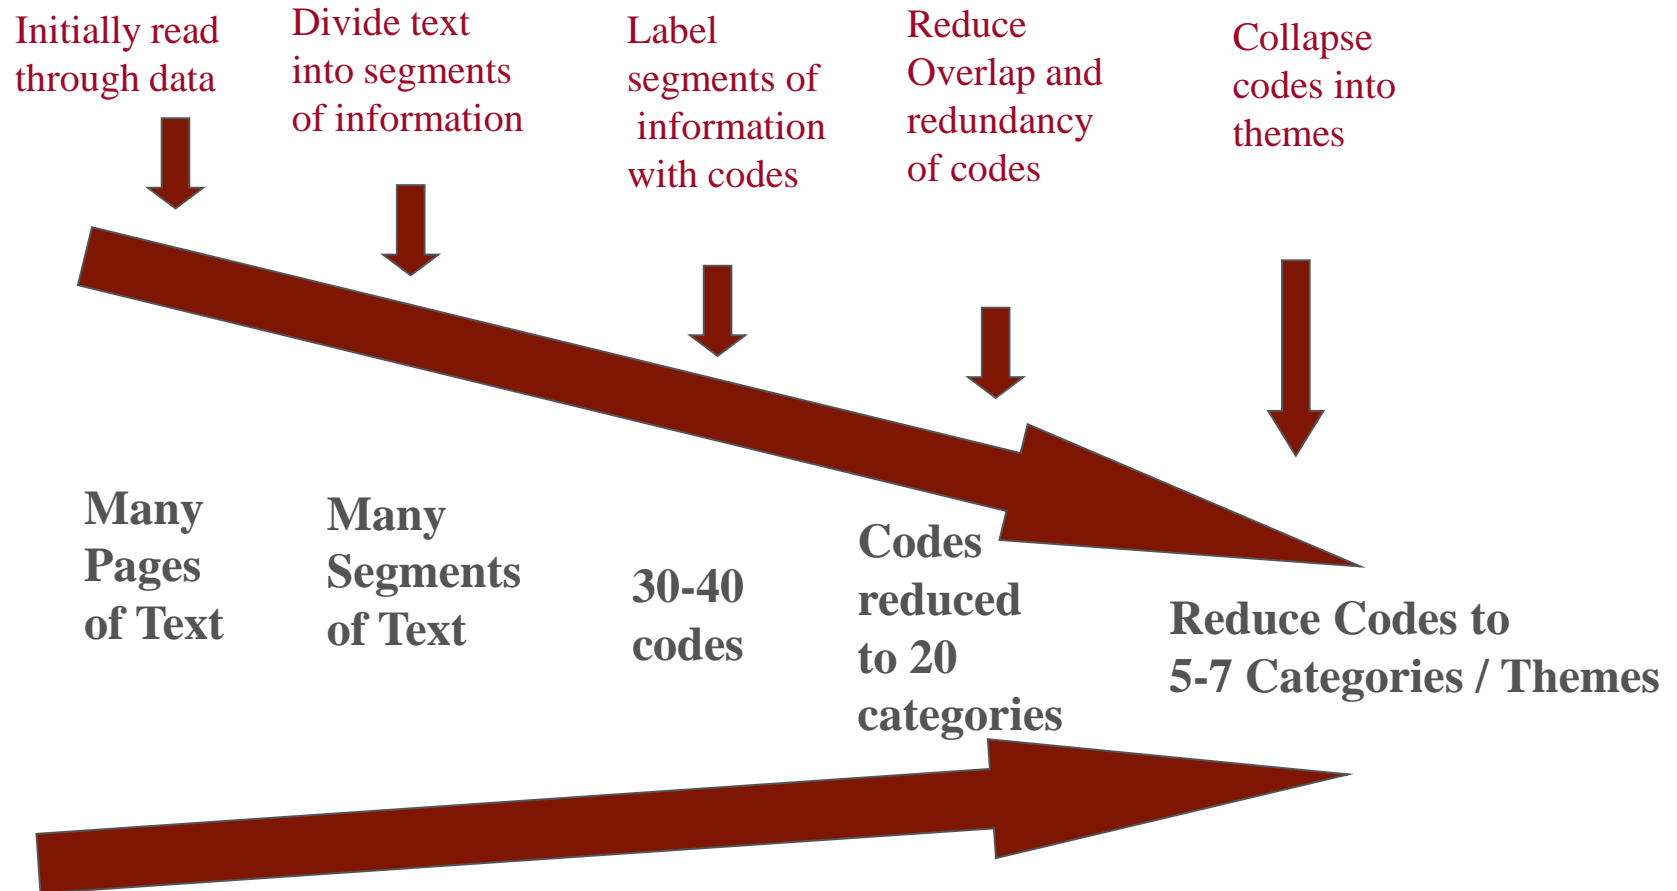 Initially read
through data
Divide text
into segments
of information
Label
segments of
information
with codes
Reduce
Overlap and
redundancy
of codes
Collapse
codes into
themes
Many
Pages
of Text
Many
Segments
of Text
30-40
codes
Codes
reduced
to 20
categories
Reduce Codes to
5-7 Categories / Themes